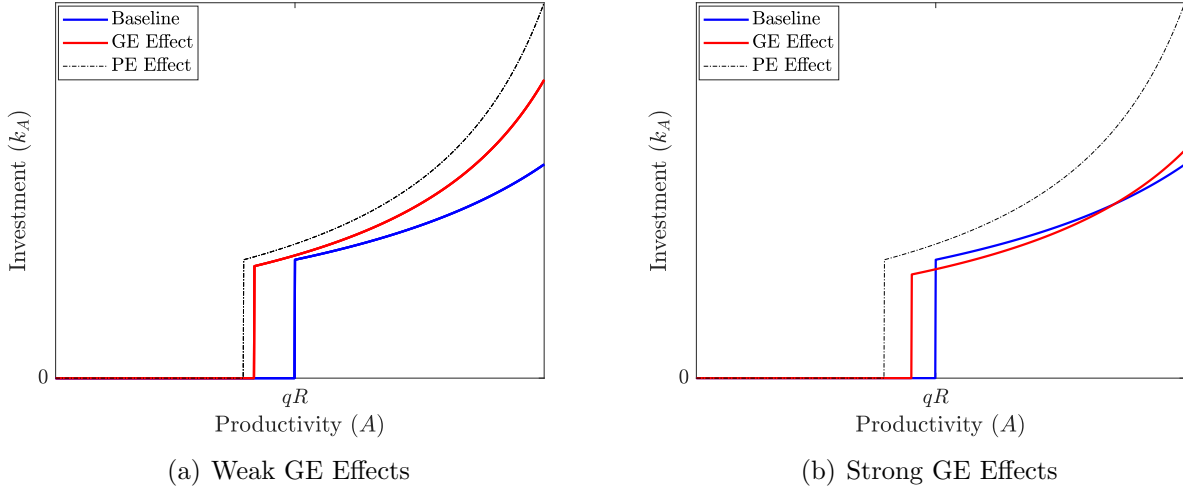 Baseline
GE Effect
PE Effect
Investment (k_A)
0
qR
Productivity (A)
(a) Weak GE Effects
Baseline
GE Effect
PE Effect
Investment (k_A)
0
qR
Productivity (A)
(b) Strong GE Effects